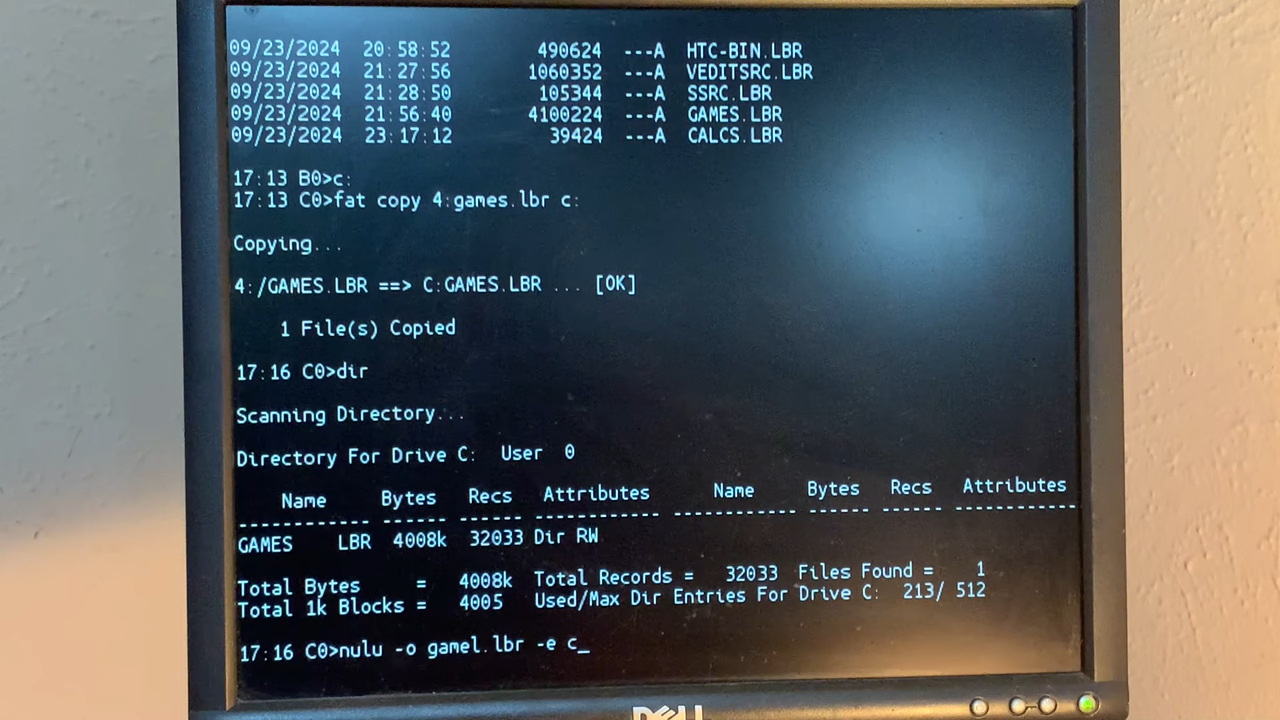 09/23/2024 20:58:52 490624 ---A HTC-BIN.LBR
09/23/2024 21:27:56 1060352 ---A VEDITSRC.LBR
09/23/2024 21:28:50 105344 ---A SSRC.LBR
09/23/2024 21:56:40 4100224 ---A GAMES.LBR
09/23/2024 23:17:12 39424 ---A CALCS.LBR
17:13 B0>c:
17:13 C0>fat copy 4:games.lbr c:
Copying...
4:/GAMES.LBR ==> C:GAMES.LBR ... [OK]
1 File(s) Copied
17:16 C0>dir
Scanning Directory...
Directory For Drive C: User 0
Name Bytes Recs Attributes Name Bytes Recs Attributes
------------ ------ ------ ------------ ------------ ------ ------ ------------
GAMES LBR 4008k 32033 Dir RW
Total Bytes = 4008k Total Records = 32033 Files Found = 1
Total 1k Blocks = 4005 Used/Max Dir Entries For Drive C: 213/ 512
17:16 C0>nulu -o gamel.lbr -e c_
DELL